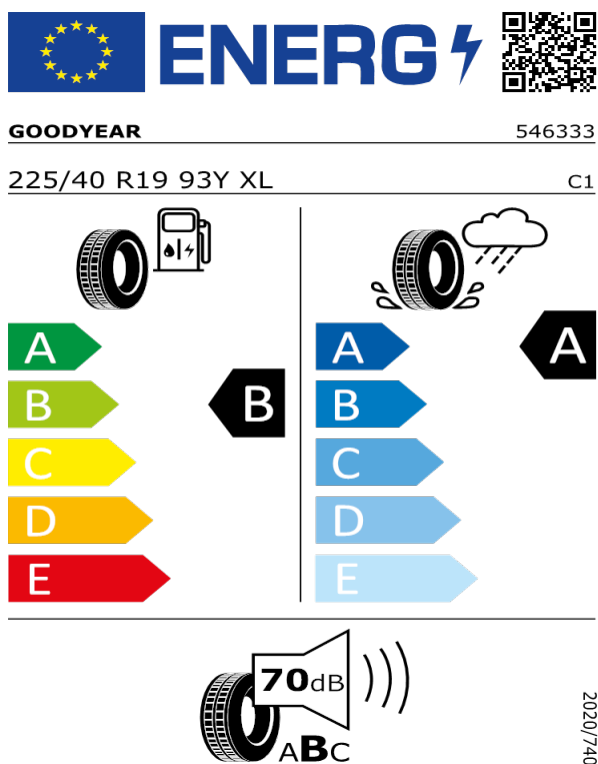 ENERG
GOODYEAR 546333
225/40 R19 93Y XL C1
A A A
B B B
C C
D D
E E
70dB
ABC
2020/740